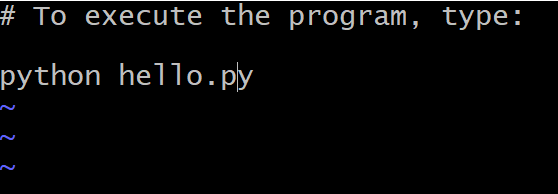 # To execute the program, type:
python hello.py
~
~
~